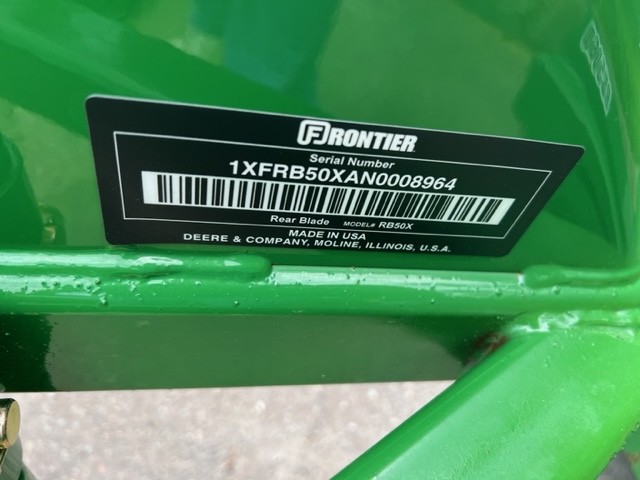 FRONTIER
Serial Number
1XFRB50XAN0008964
Rear Blade MODEL# RB50X
MADE IN USA
DEERE & COMPANY, MOLINE, ILLINOIS, U.S.A.